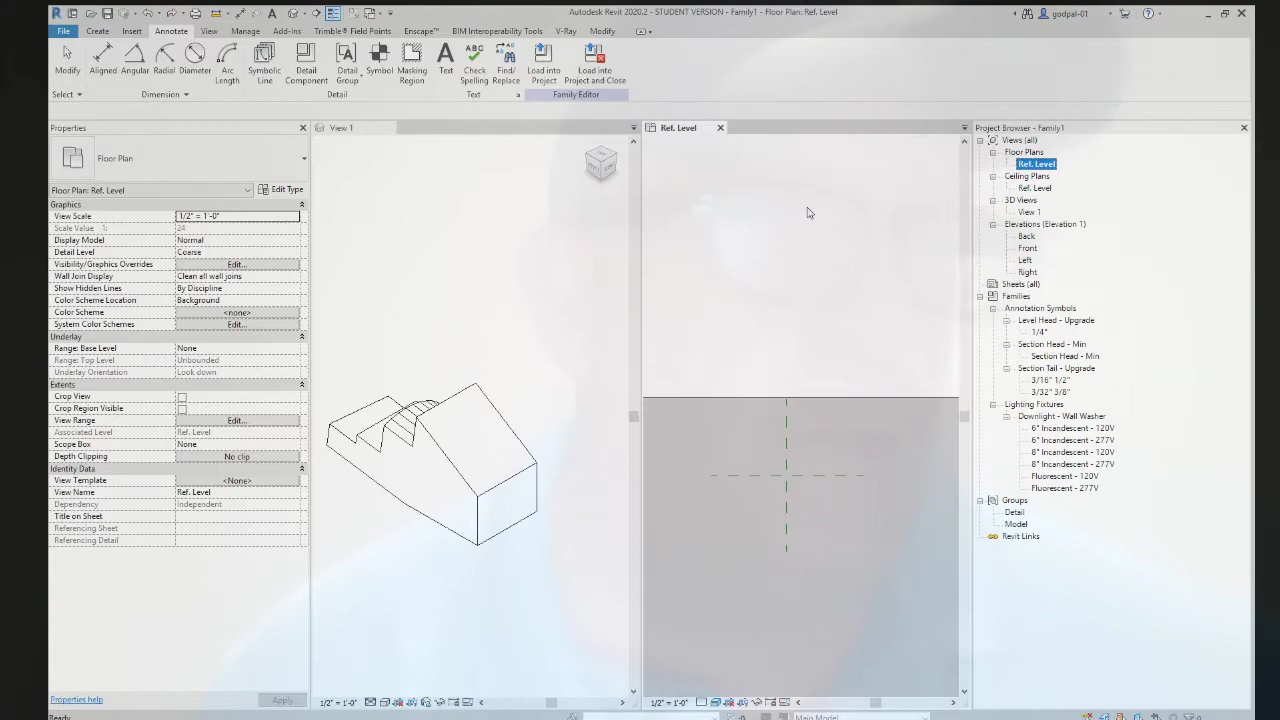 Autodesk Revit 2020.2 - STUDENT VERSION - Family1 - Floor Plan: Ref. Level
godpal-01
File Create Insert Annotate View Manage Add-Ins Trimble® Field Points Enscape™ BIM Interoperability Tools V-Ray Modify
Modify Aligned Angular Radial Diameter Arc Length Symbolic Line Detail Component Detail Group Symbol Masking Region Text Check Spelling Find/ Replace Load into Project Load into Project and Close
Select Dimension Detail Text Family Editor
Properties
View 1
Ref. Level
Project Browser - Family1
Floor Plan
Floor Plan: Ref. Level
Edit Type
Graphics
View Scale 1/2" = 1'-0"
Scale Value 1: 24
Display Model Normal
Detail Level Coarse
Visibility/Graphics Overrides Edit...
Wall Join Display Clean all wall joins
Show Hidden Lines By Discipline
Color Scheme Location Background
Color Scheme <none>
System Color Schemes Edit...
Underlay
Range: Base Level None
Range: Top Level Unbounded
Underlay Orientation Look down
Extents
Crop View
Crop Region Visible
View Range Edit...
Associated Level Ref. Level
Scope Box None
Depth Clipping No clip
Identity Data
View Template <None>
View Name Ref. Level
Dependency Independent
Title on Sheet
Referencing Sheet
Referencing Detail
Properties help
Apply
Views (all)
Floor Plans
Ref. Level
Ceiling Plans
Ref. Level
3D Views
View 1
Elevations (Elevation 1)
Back
Front
Left
Right
Sheets (all)
Families
Annotation Symbols
Level Head - Upgrade
1/4"
Section Head - Min
Section Head - Min
Section Tail - Upgrade
3/16" 1/2"
3/32" 3/8"
Lighting Fixtures
Downlight - Wall Washer
6" Incandescent - 120V
6" Incandescent - 277V
8" Incandescent - 120V
8" Incandescent - 277V
Fluorescent - 120V
Fluorescent - 277V
Groups
Detail
Model
Revit Links
1/2" = 1'-0"
1/2" = 1'-0"
Ready
:0
Main Model
:0